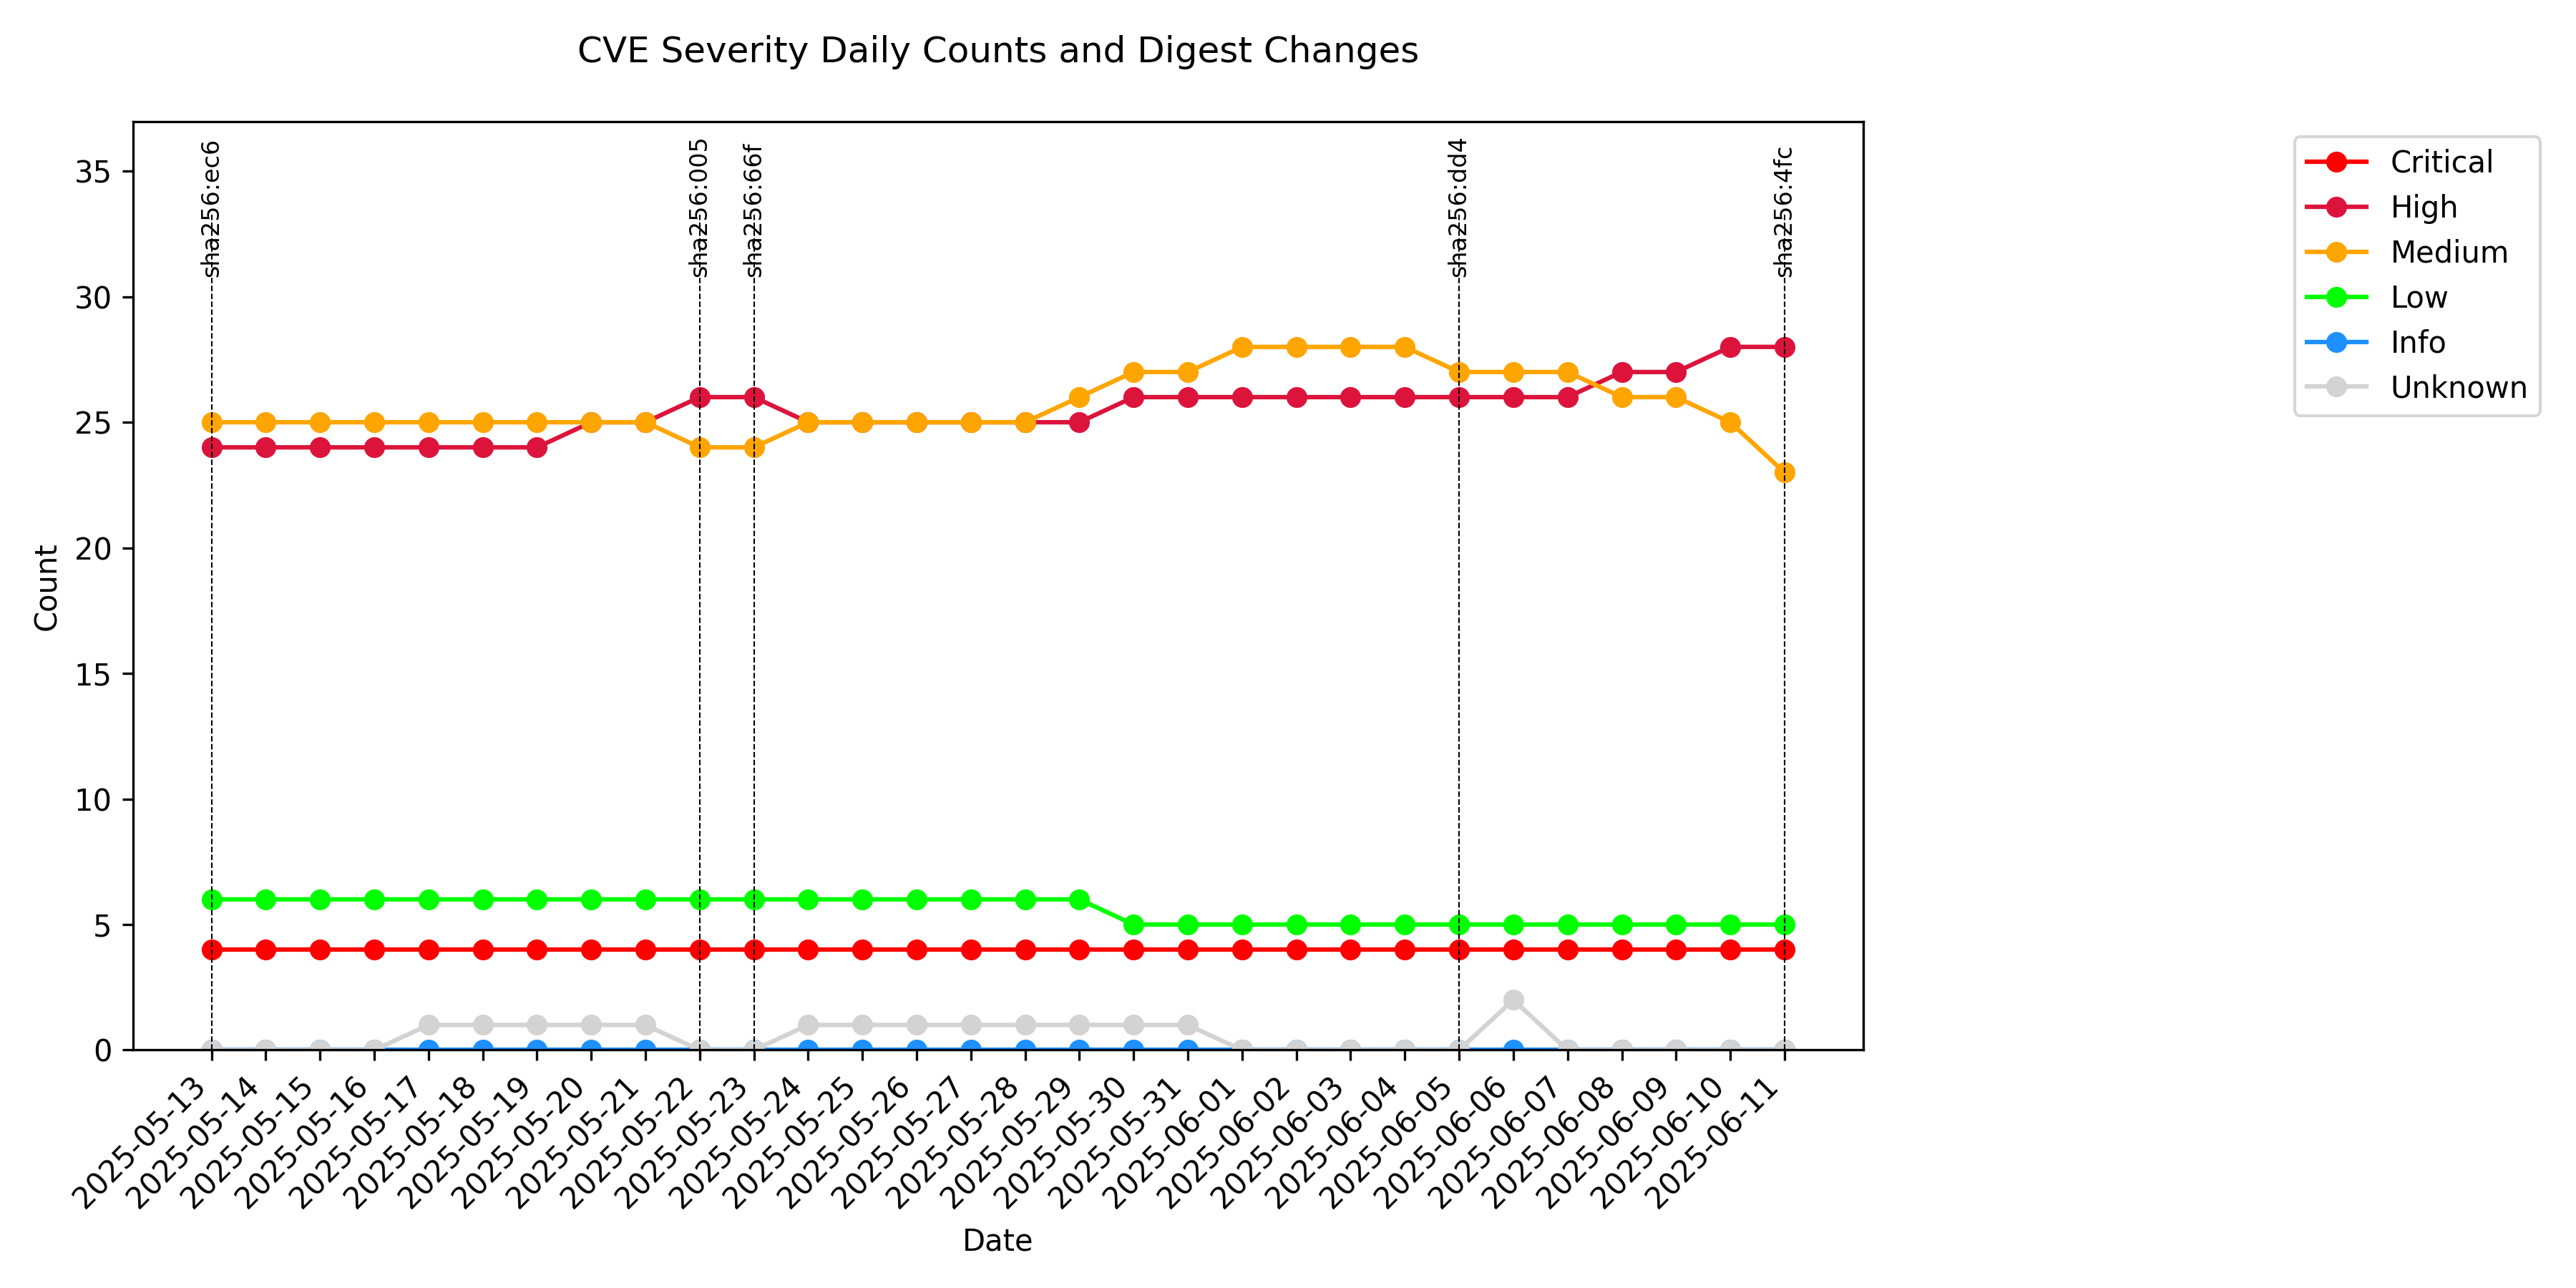 CVE Severity Daily Counts and Digest Changes
sha256:ec6
sha256:005
sha256:66f
sha256:dd4
sha256:4fc
Critical
High
Medium
Low
Info
Unknown
Count
35
30
25
20
15
10
5
0
2025-05-13
2025-05-14
2025-05-15
2025-05-16
2025-05-17
2025-05-18
2025-05-19
2025-05-20
2025-05-21
2025-05-22
2025-05-23
2025-05-24
2025-05-25
2025-05-26
2025-05-27
2025-05-28
2025-05-29
2025-05-30
2025-05-31
2025-06-01
2025-06-02
2025-06-03
2025-06-04
2025-06-05
2025-06-06
2025-06-07
2025-06-08
2025-06-09
2025-06-10
2025-06-11
Date